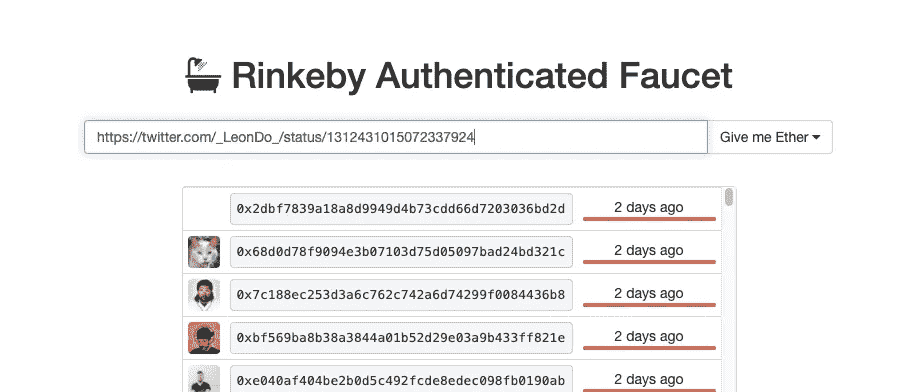 Rinkeby Authenticated Faucet
https://twitter.com/_LeonDo_/status/1312431015072337924
Give me Ether
0x2dbf7839a18a8d9949d4b73cdd66d7203036bd2d 2 days ago
0x68d0d78f9094e3b07103d75d05097bad24bd321c 2 days ago
0x7c188ec253d3a6c762c742a6d74299f0084436b8 2 days ago
0xbf569ba8b38a3844a01b52d29e03a9b433ff821e 2 days ago
0xe040af404be2b0d5c492fcde8edec098fb0190ab 2 days ago